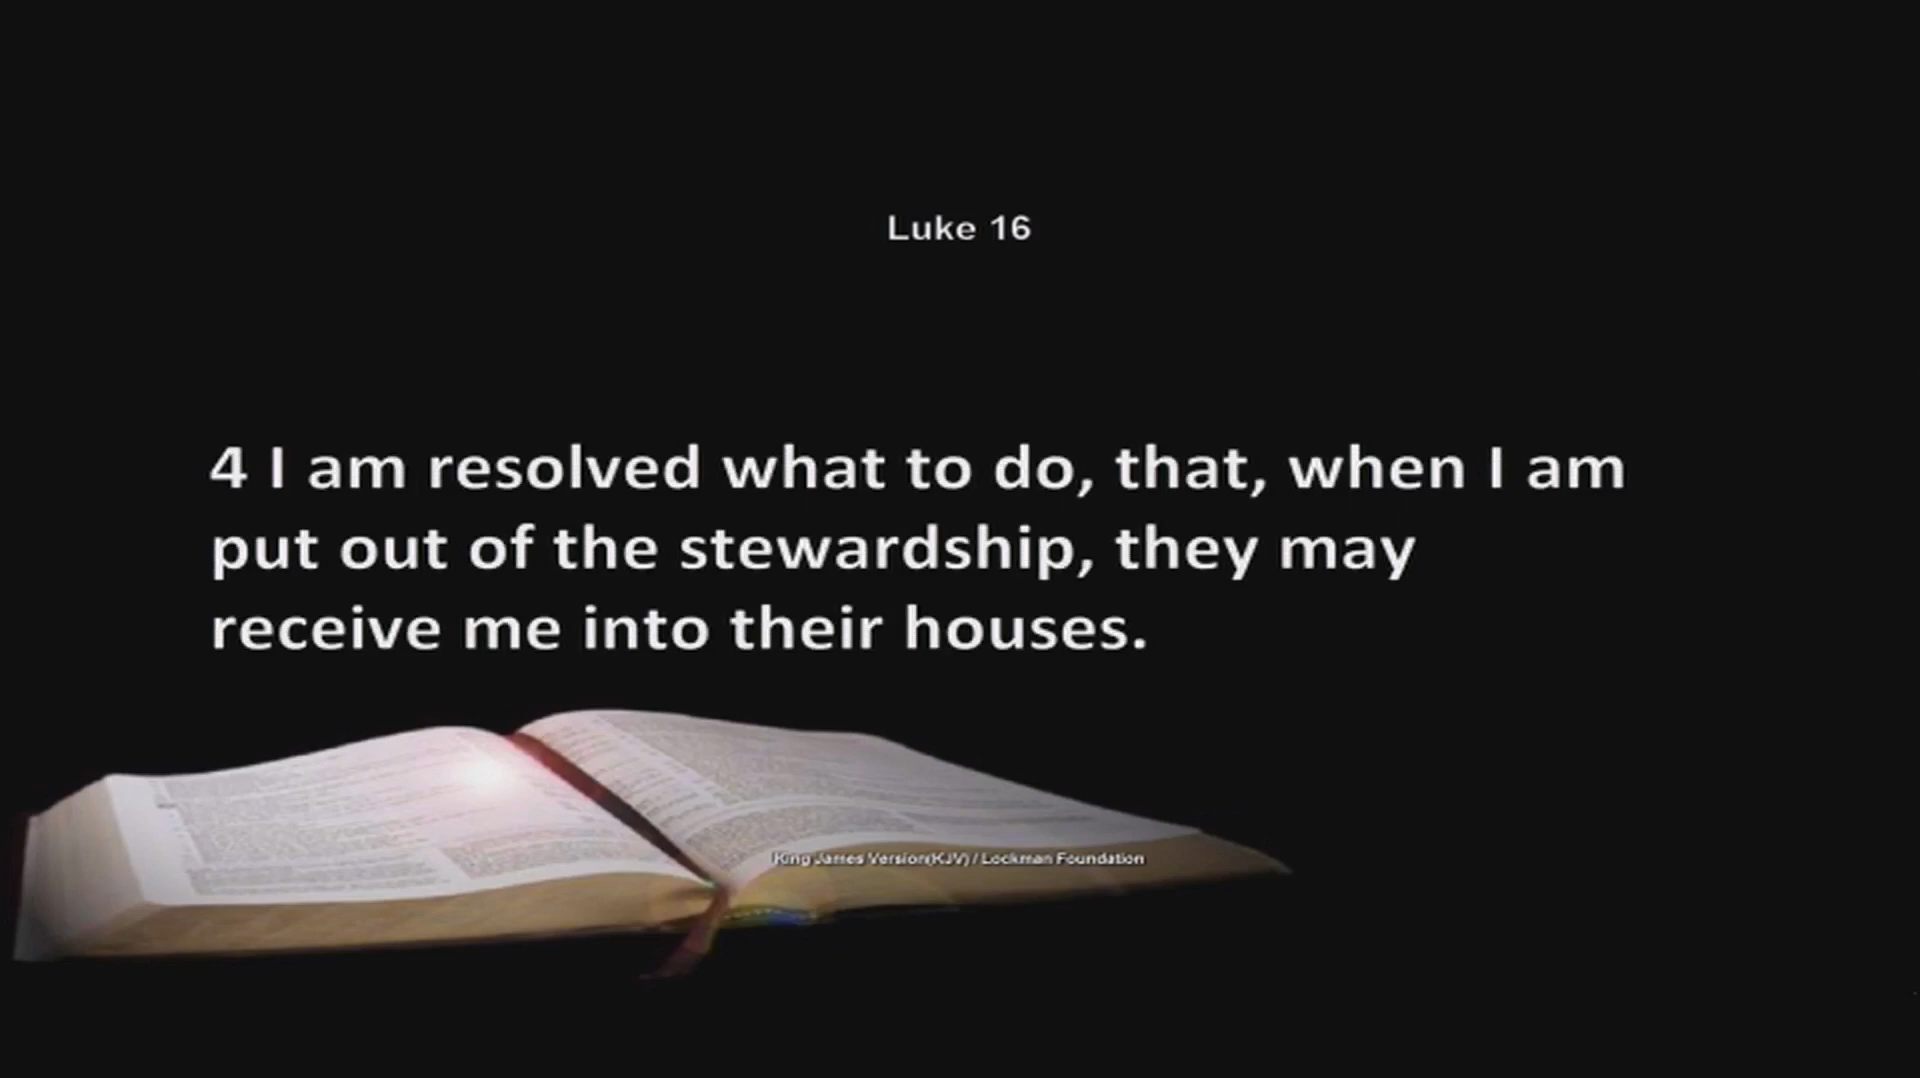 Luke 16
4 I am resolved what to do, that, when I am
put out of the stewardship, they may
receive me into their houses.
King James Version(KJV) / Lockman Foundation